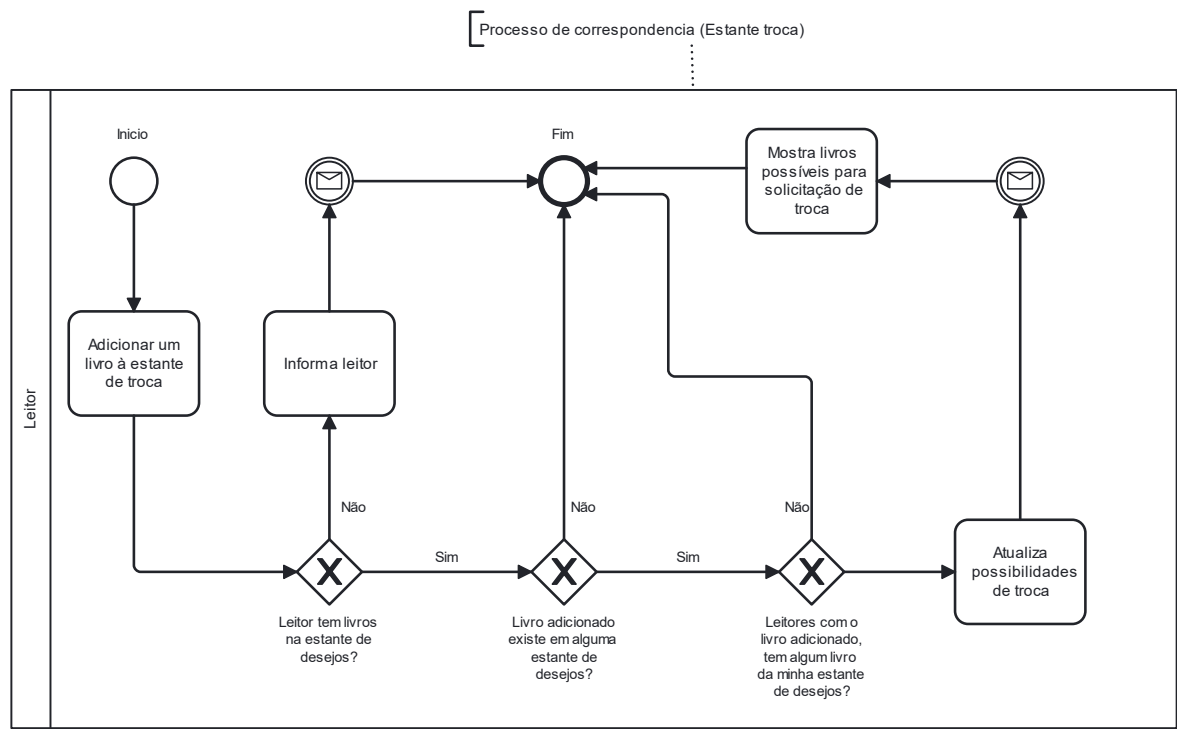 Processo de correspondencia (Estante troca)
Inicio
Fim
Mostra livros
possíveis para
solicitação de
troca
Leitor
Adicionar um
livro à estante
de troca
Informa leitor
Não
Não
Não
Sim
Sim
Atualiza
possibilidades
de troca
Leitor tem livros
na estante de
desejos?
Livro adicionado
existe em alguma
estante de
desejos?
Leitores com o
livro adicionado,
tem algum livro
da minha estante
de desejos?